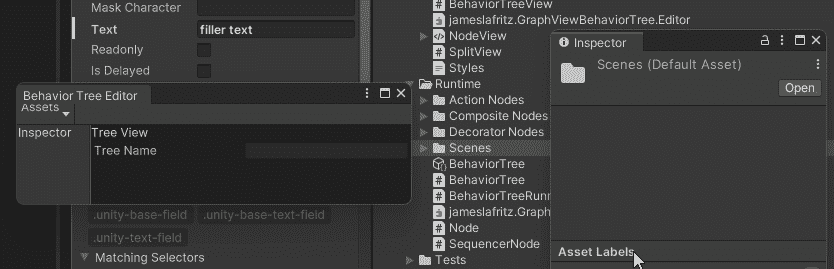 Mask Character
Text
filler text
Readonly
Is Delayed
Behavior Tree Editor
Assets
Inspector
Tree View
Tree Name
.unity-base-field
.unity-base-text-field
.unity-text-field
Matching Selectors
BehaviorTreeView
jameslafritz.GraphViewBehaviorTree.Editor
NodeView
SplitView
Styles
Runtime
Action Nodes
Composite Nodes
Decorator Nodes
Scenes
BehaviorTree
BehaviorTree
BehaviorTreeRunn
jameslafritz.Graph
Node
SequencerNode
Tests
Inspector
Scenes (Default Asset)
Open
Asset Labels